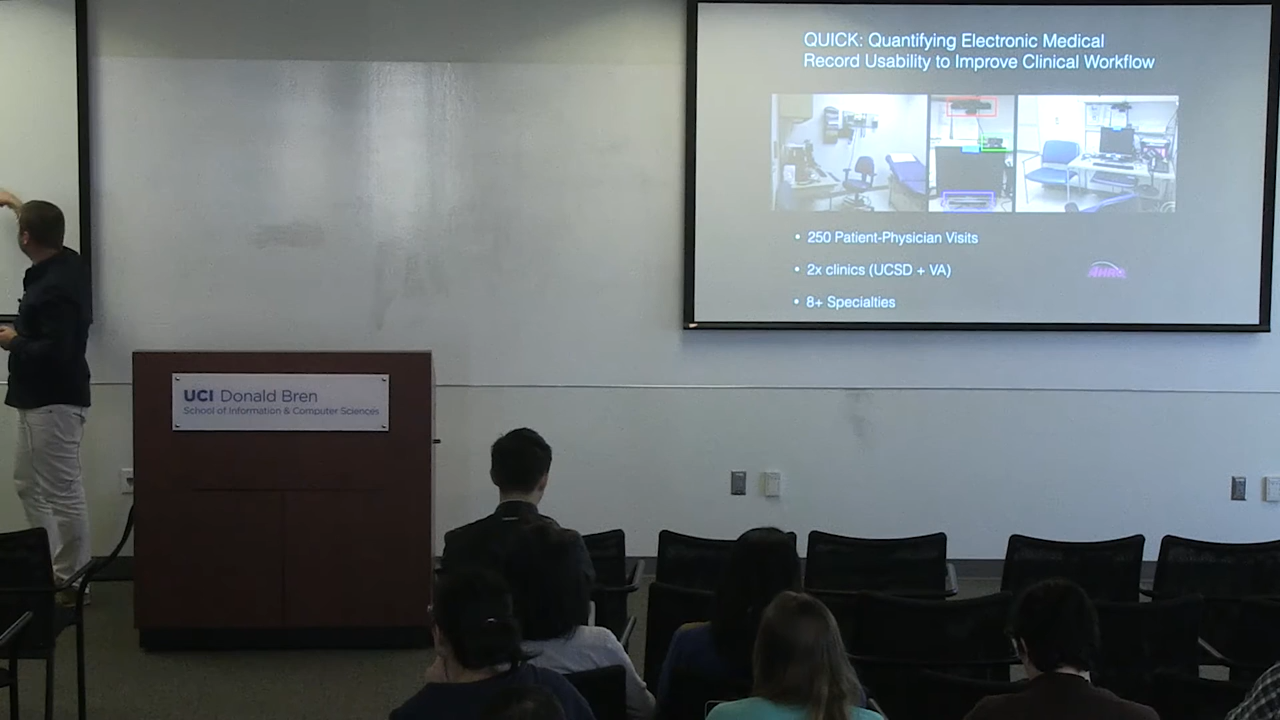 QUICK: Quantifying Electronic Medical
Record Usability to Improve Clinical Workflow
• 250 Patient-Physician Visits
• 2x clinics (UCSD + VA)
AHRQ
• 8+ Specialties
UCI Donald Bren
School of Information & Computer Sciences